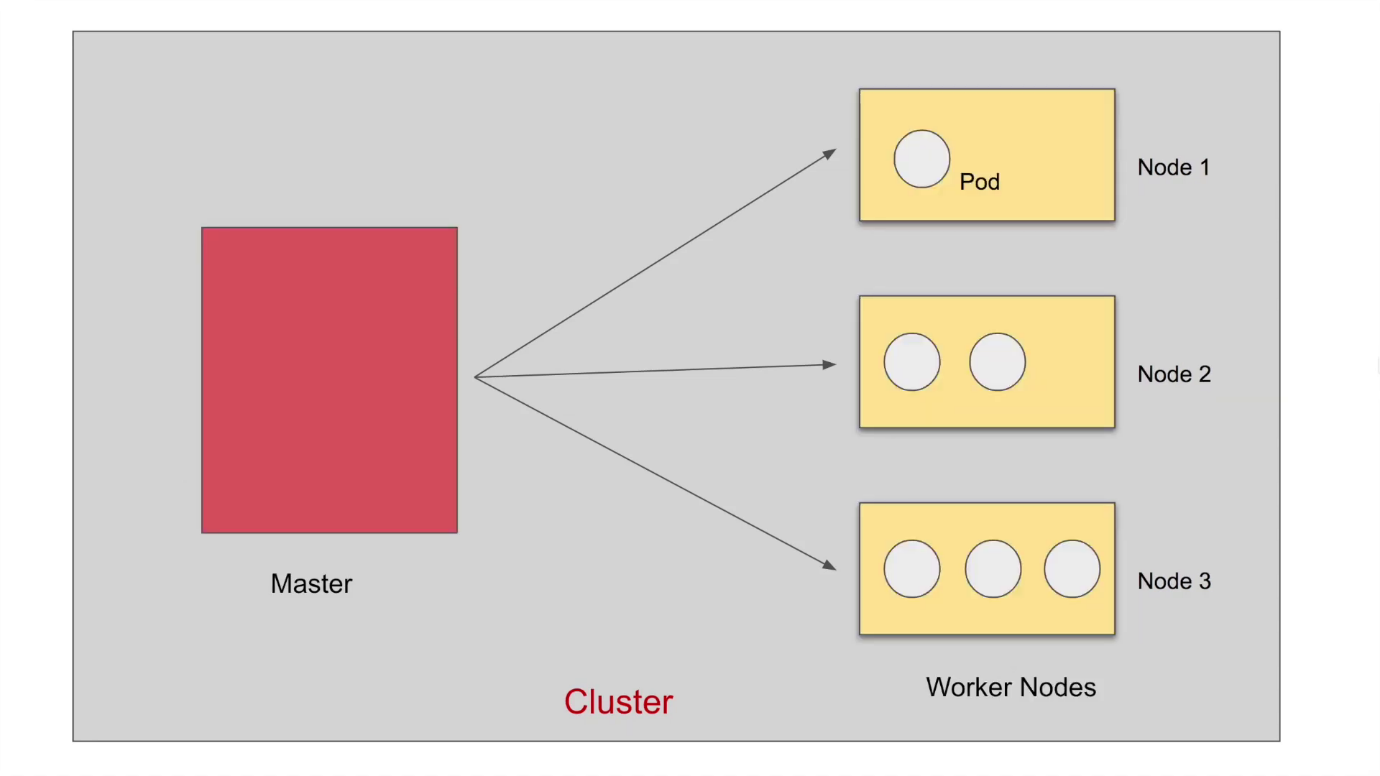 Pod
Node 1
Node 2
Node 3
Master
Worker Nodes
Cluster